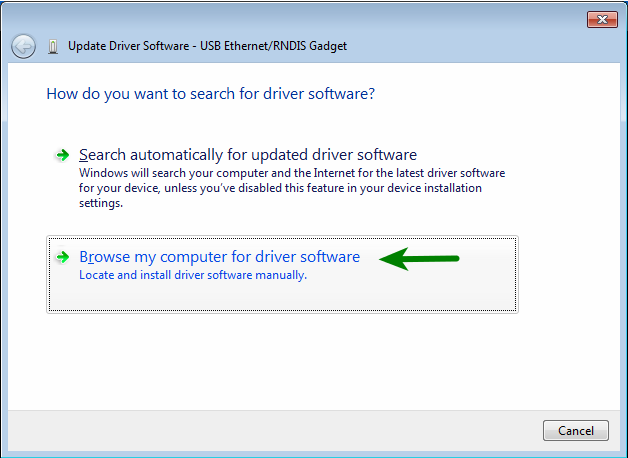 Update Driver Software - USB Ethernet/RNDIS Gadget
How do you want to search for driver software?
Search automatically for updated driver software
Windows will search your computer and the Internet for the latest driver software
for your device, unless you've disabled this feature in your device installation
settings.
Browse my computer for driver software
Locate and install driver software manually.
Cancel